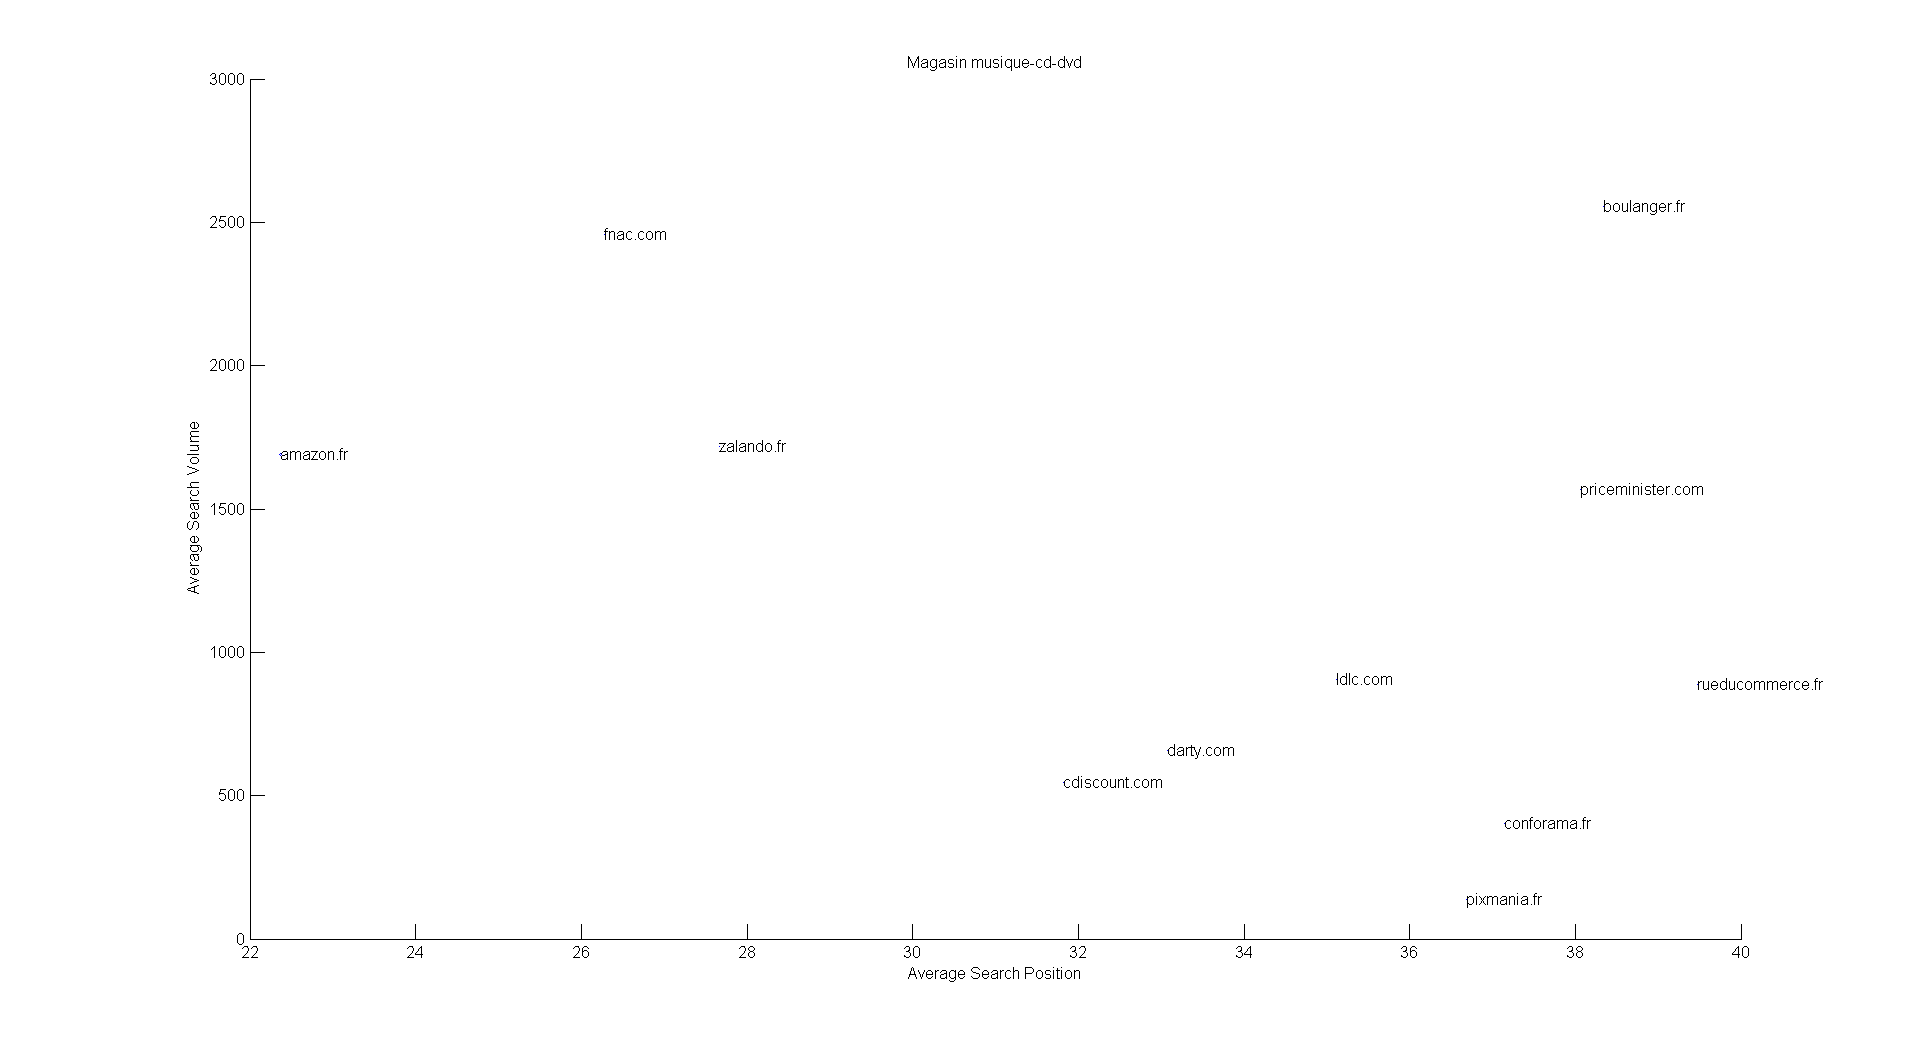 Magasin musique-cd-dvd
3000
boulanger.fr
2500
fnac.com
2000
zalando.fr
amazon.fr
priceminister.com
1500
Average Search Volume
1000
ldlc.com
rueducommerce.fr
darty.com
cdiscount.com
500
conforama.fr
pixmania.fr
0
22 24 26 28 30 32 34 36 38 40
Average Search Position